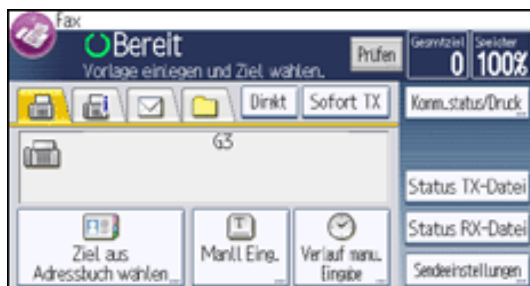 Fax
Bereit
Vorlage einlegen und Ziel wählen.
Prüfen
Gesamtziel
0
Speicher
100%
Direkt
Sofort TX
Komm.status/Druck
G3
Status TX-Datei
Status RX-Datei
Ziel aus
Adressbuch wählen
Manll Eing.
Verlauf manu.
Eingabe
Sendeeinstellungen